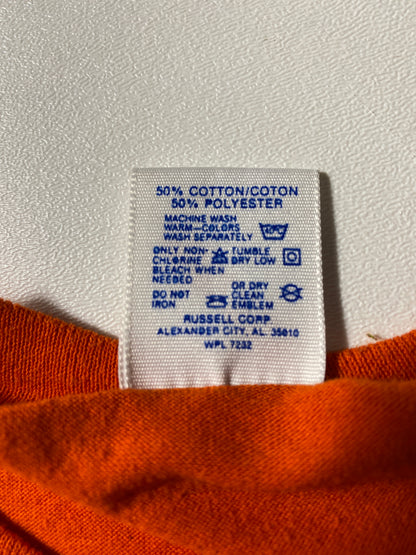 50% COTTON/COTON
50% POLYESTER
MACHINE WASH
WARM-COLORS
WASH SEPARATELY
ONLY NON-
CHLORINE
BLEACH WHEN
NEEDED
TUMBLE
DRY LOW
DO NOT
IRON
OR DRY
CLEAN
EMBLEM
RUSSELL CORP
ALEXANDER CITY, AL. 35010
WPL 7232